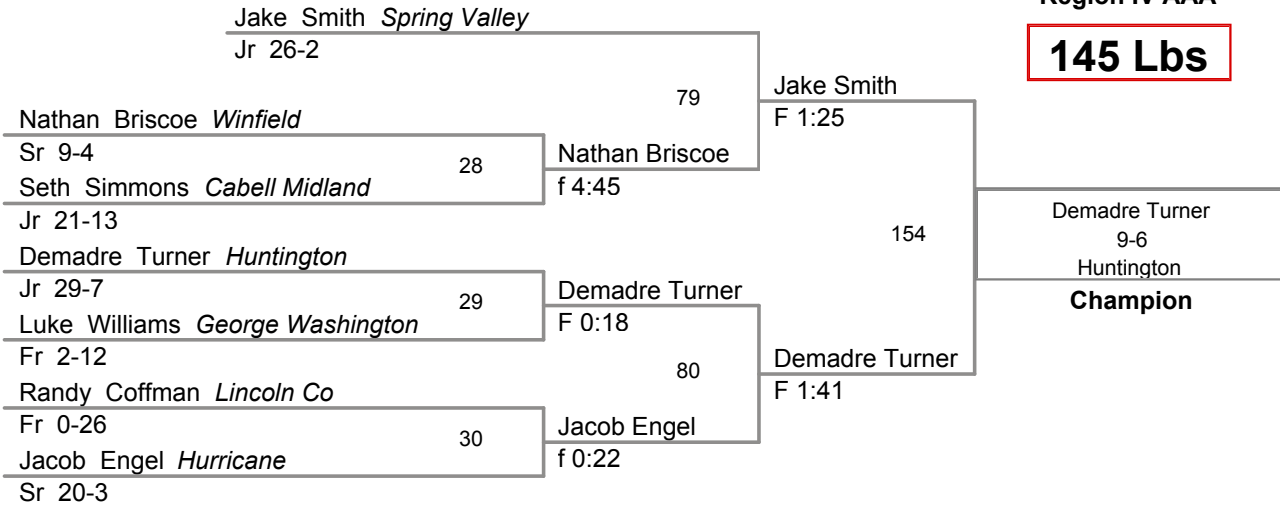 Region IV AAA
145 Lbs
Jake Smith Spring Valley
Jr 26-2
Nathan Briscoe Winfield
Sr 9-4
Seth Simmons Cabell Midland
Jr 21-13
Demadre Turner Huntington
Jr 29-7
Luke Williams George Washington
Fr 2-12
Randy Coffman Lincoln Co
Fr 0-26
Jacob Engel Hurricane
Sr 20-3
28
29
30
Nathan Briscoe
f 4:45
Demadre Turner
F 0:18
Jacob Engel
f 0:22
79
80
Jake Smith
F 1:25
Demadre Turner
F 1:41
154
Demadre Turner
9-6
Huntington
Champion